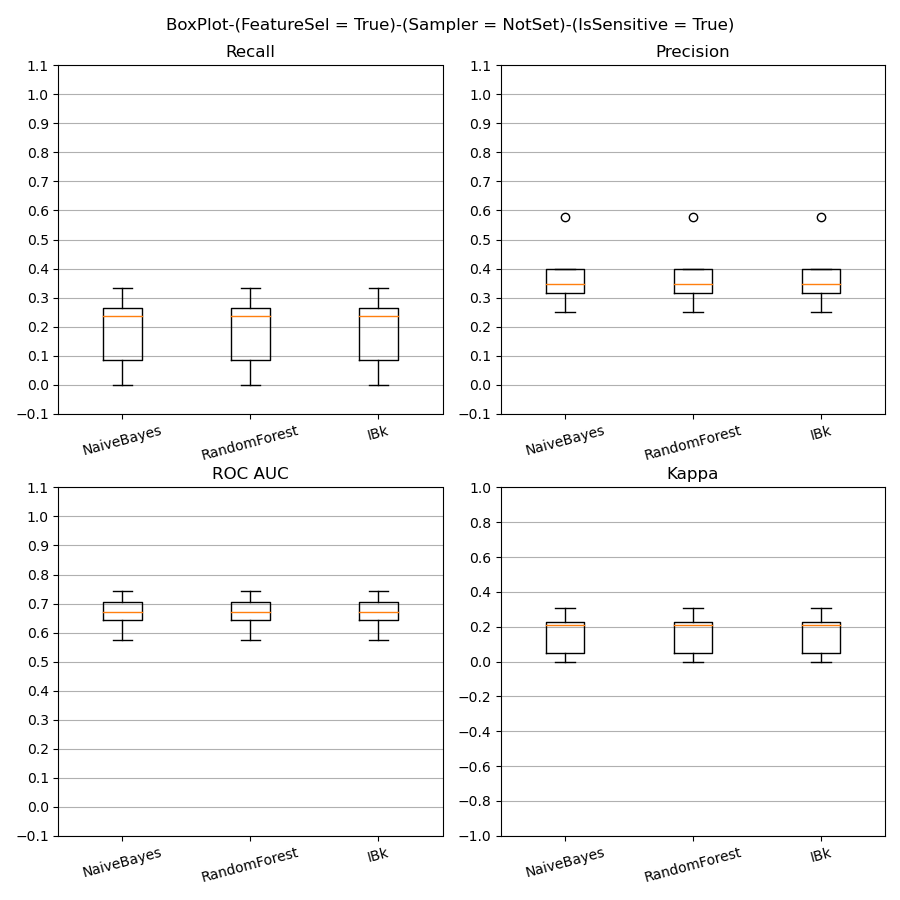 BoxPlot-(FeatureSel = True)-(Sampler = NotSet)-(IsSensitive = True)
Recall
1.1
1.0
0.9
0.8
0.7
0.6
0.5
0.4
0.3
0.2
0.1
0.0
−0.1
NaiveBayes
RandomForest
IBk
Precision
1.1
1.0
0.9
0.8
0.7
0.6
0.5
0.4
0.3
0.2
0.1
0.0
−0.1
NaiveBayes
RandomForest
IBk
ROC AUC
1.1
1.0
0.9
0.8
0.7
0.6
0.5
0.4
0.3
0.2
0.1
0.0
−0.1
NaiveBayes
RandomForest
IBk
Kappa
1.0
0.8
0.6
0.4
0.2
0.0
−0.2
−0.4
−0.6
−0.8
−1.0
NaiveBayes
RandomForest
IBk